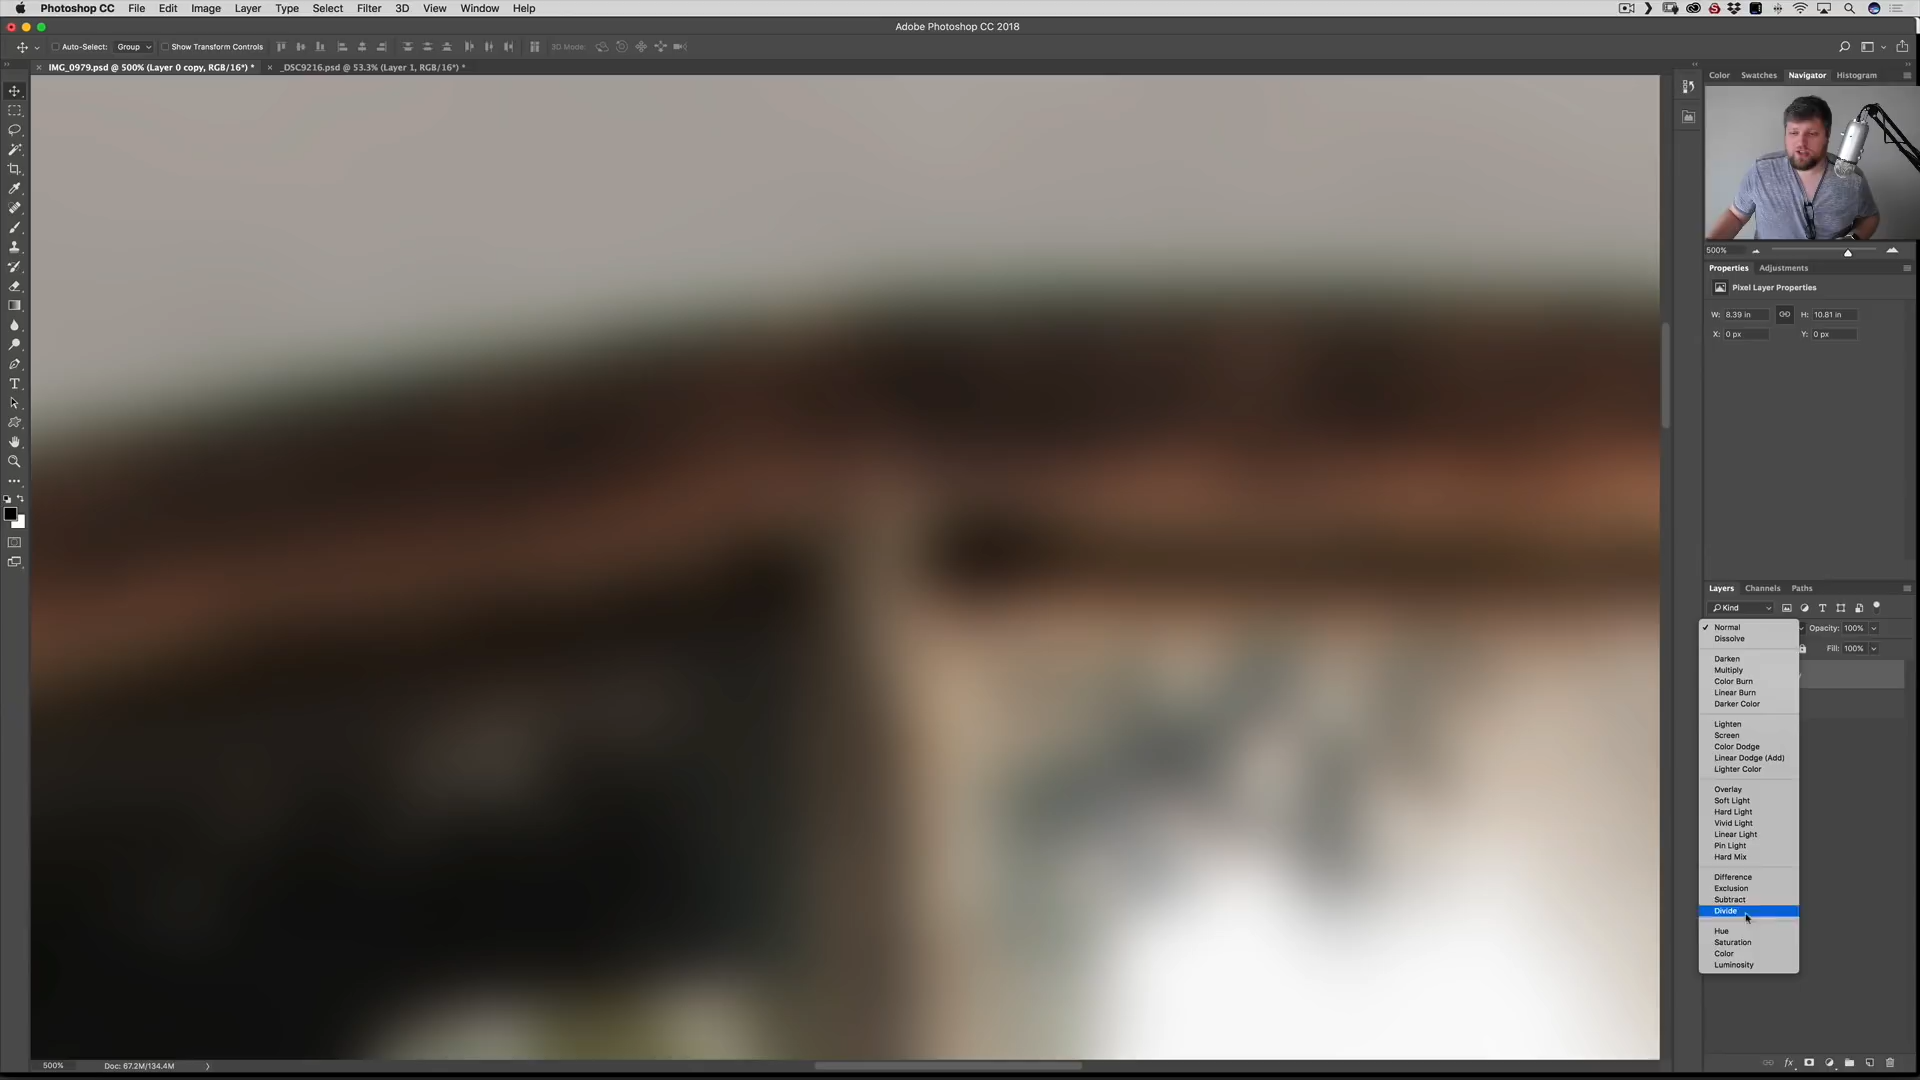 Photoshop CC File Edit Image Layer Type Select Filter 3D View Window Help
Adobe Photoshop CC 2018
Auto-Select: Group Show Transform Controls 3D Mode:
IMG_0979.psd @ 500% (Layer 0 copy, RGB/16*) * _DSC9216.psd @ 53.3% (Layer 1, RGB/16*) *
Color Swatches Navigator Histogram
500%
Properties Adjustments
Pixel Layer Properties
W: 8.39 in H: 10.81 in
X: 0 px Y: 0 px
Layers Channels Paths
Kind
Normal Opacity: 100%
Dissolve
Fill: 100%
Darken
Multiply
Color Burn
Linear Burn
Darker Color
Lighten
Screen
Color Dodge
Linear Dodge (Add)
Lighter Color
Overlay
Soft Light
Hard Light
Vivid Light
Linear Light
Pin Light
Hard Mix
Difference
Exclusion
Subtract
Divide
Hue
Saturation
Color
Luminosity
500% Doc: 67.2M/134.4M